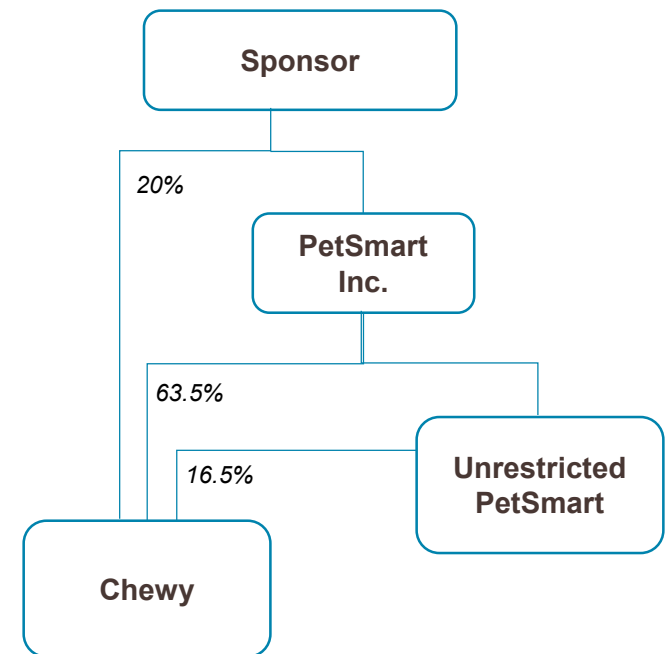 Sponsor
20%
PetSmart
Inc.
63.5%
16.5%
Unrestricted
PetSmart
Chewy